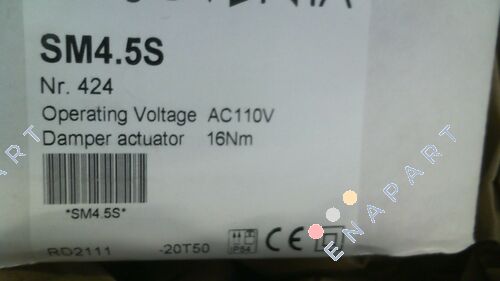 SM4.5S
Nr. 424
Operating Voltage AC110V
Damper actuator 16Nm
*SM4.5S*
RD2111 -20T50 IP54 CE
ENAPART